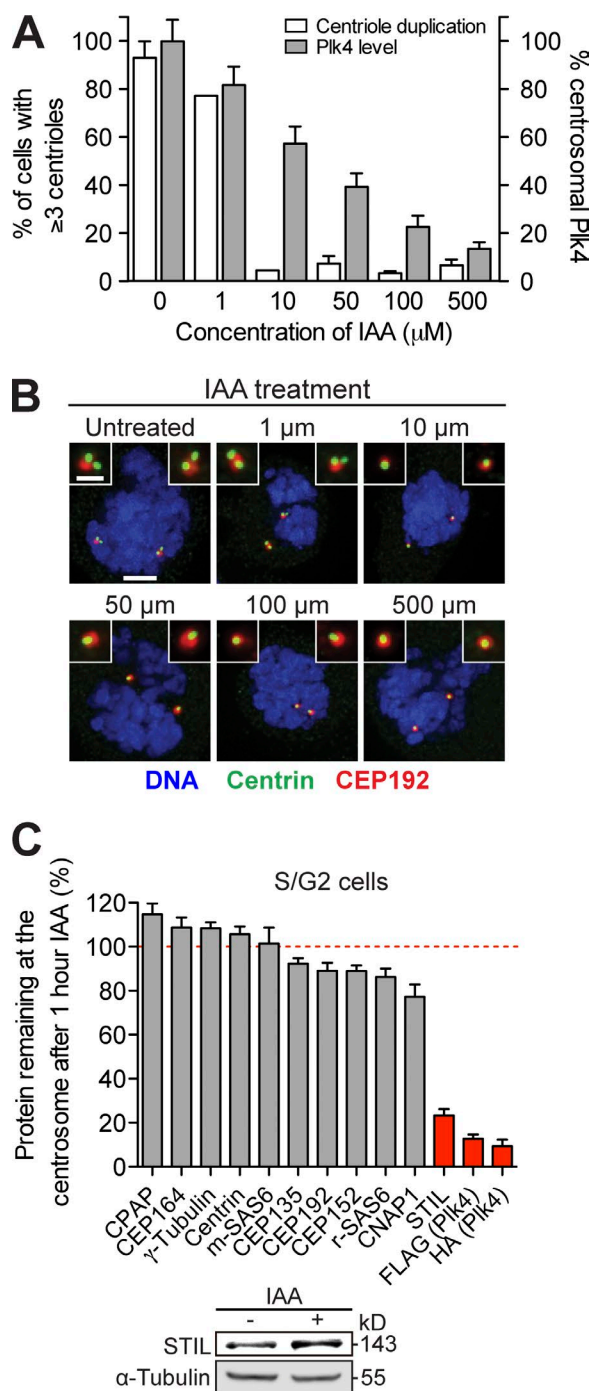 A
Centriole duplication
Plk4 level
% of cells with
≥3 centrioles
100
80
60
40
20
0
100
80
60
40
20
0
% centrosomal Plk4
0 1 10 50 100 500
Concentration of IAA (μM)
B
IAA treatment
Untreated 1 μm 10 μm
50 μm 100 μm 500 μm
DNA Centrin CEP192
C
S/G2 cells
Protein remaining at the
centrosome after 1 hour IAA (%)
120
100
80
60
40
20
0
CPAP
CEP164
γ-Tubulin
Centrin
m-SAS6
CEP135
CEP192
CEP152
r-SAS6
CNAP1
STIL
FLAG (Plk4)
HA (Plk4)
IAA
- + kD
STIL -143
α-Tubulin -55